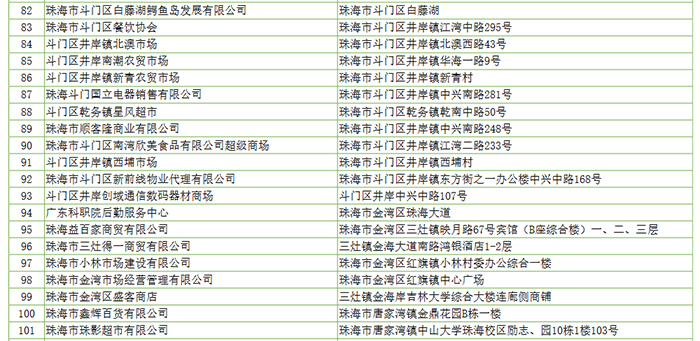 82 珠海市斗门区白藤湖鳄鱼岛发展有限公司 珠海市斗门区白藤湖
83 珠海市斗门区餐饮协会 珠海市斗门区井岸镇江湾中路295号
84 斗门区井岸镇北澳市场 珠海市斗门区井岸镇北澳西路43号
85 斗门区井岸南潮农贸市场 珠海市斗门区井岸镇华海一路9号
86 斗门区井岸镇新青农贸市场 珠海市斗门区井岸镇新青村
87 珠海斗门国立电器销售有限公司 珠海市斗门区井岸镇中兴南路281号
88 斗门区乾务镇星风超市 珠海市斗门区乾务镇乾南中路50号
89 珠海市顺客隆商业有限公司 珠海市斗门区井岸镇中兴南路248号
90 珠海市斗门区南湾欣美食品有限公司超级商场 珠海市斗门区井岸镇江湾二路233号
91 斗门区井岸镇西埔市场 珠海市斗门区井岸镇西埔村
92 珠海市斗门区新前线物业代理有限公司 珠海市斗门区井岸镇东方街之一办公楼中兴中路168号
93 斗门区井岸创域通信数码器材商场 斗门区井岸中兴中路107号
94 广东科职院后勤服务中心 珠海市金湾区珠海大道
95 珠海益百家商贸有限公司 珠海市金湾区三灶镇映月路67号宾馆（B座综合楼）一、二、三层
96 珠海市三灶得一商贸有限公司 三灶镇金海大道南路鸿银酒店1-2层
97 珠海市小林市场建设有限公司 珠海市金湾区红旗镇小林村委办公综合一楼
98 珠海市金湾市场经营管理有限公司 珠海市金湾区红旗镇中心广场
99 珠海市金湾区盛客商店 三灶镇金海岸吉林大学综合大楼连廊侧商铺
100 珠海市鑫辉百货有限公司 珠海市唐家湾镇金鼎花园B栋一楼
101 珠海市珠影超市有限公司 珠海市唐家湾镇中山大学珠海校区励志、园10栋1楼103号